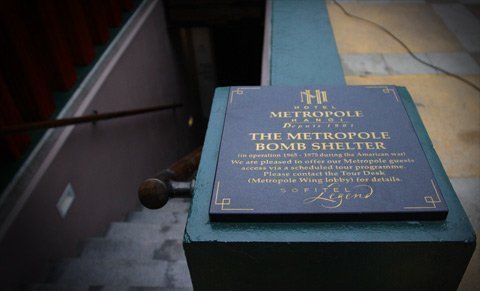 HOTEL
METROPOLE
HANOI
Depuis 1901
THE METROPOLE
BOMB SHELTER
(in operation 1965 - 1975 during the American war)
We are pleased to offer our Metropole guests
access via a scheduled tour programme.
Please contact the Tour Desk
(Metropole Wing lobby) for details.
SOFITEL
Legend